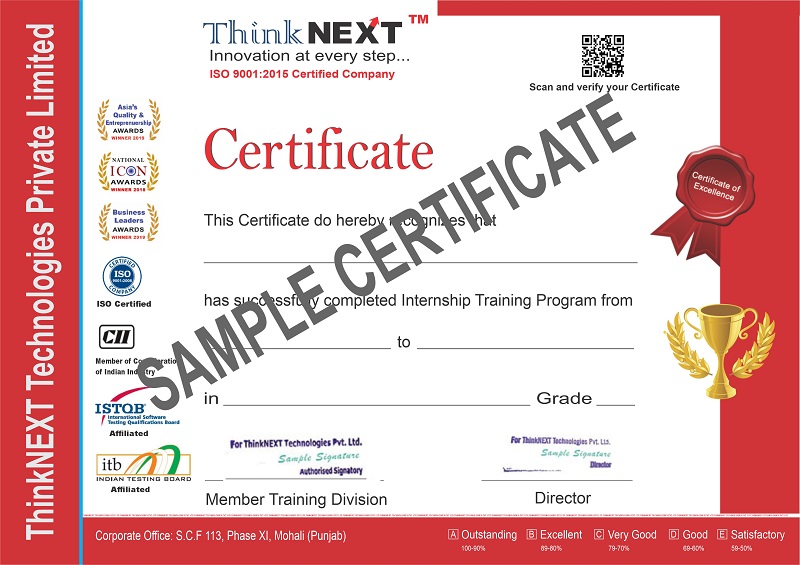 ThinkNEXT Technologies Private Limited
Think NEXT TM
Innovation at every step...
ISO 9001:2015 Certified Company
Scan and verify your Certificate
Asia's
Quality &
Entrepreneurship
AWARDS
WINNER 2018
NATIONAL
ICON
AWARDS
WINNER 2018
Business
Leaders
AWARDS
WINNER 2019
CERTIFIED
ISO
9001:2008
COMPANY
ISO Certified
CII
Member of Confederation
of Indian Industry
ISTQB®
International Software
Testing Qualifications Board
Affiliated
itb
INDIAN TESTING BOARD
Affiliated
Certificate
Certificate of
Excellence
This Certificate do hereby recognizes that
has successfully completed Internship Training Program from
to
in Grade
SAMPLE CERTIFICATE
For ThinkNEXT Technologies Pvt. Ltd.
Sample Signature
Authorised Signatory
Member Training Division
For ThinkNEXT Technologies Pvt. Ltd.
Sample Signature
Director
Director
Corporate Office: S.C.F 113, Phase XI, Mohali (Punjab)
A Outstanding B Excellent C Very Good D Good E Satisfactory
100-90% 89-80% 79-70% 69-60% 59-50%